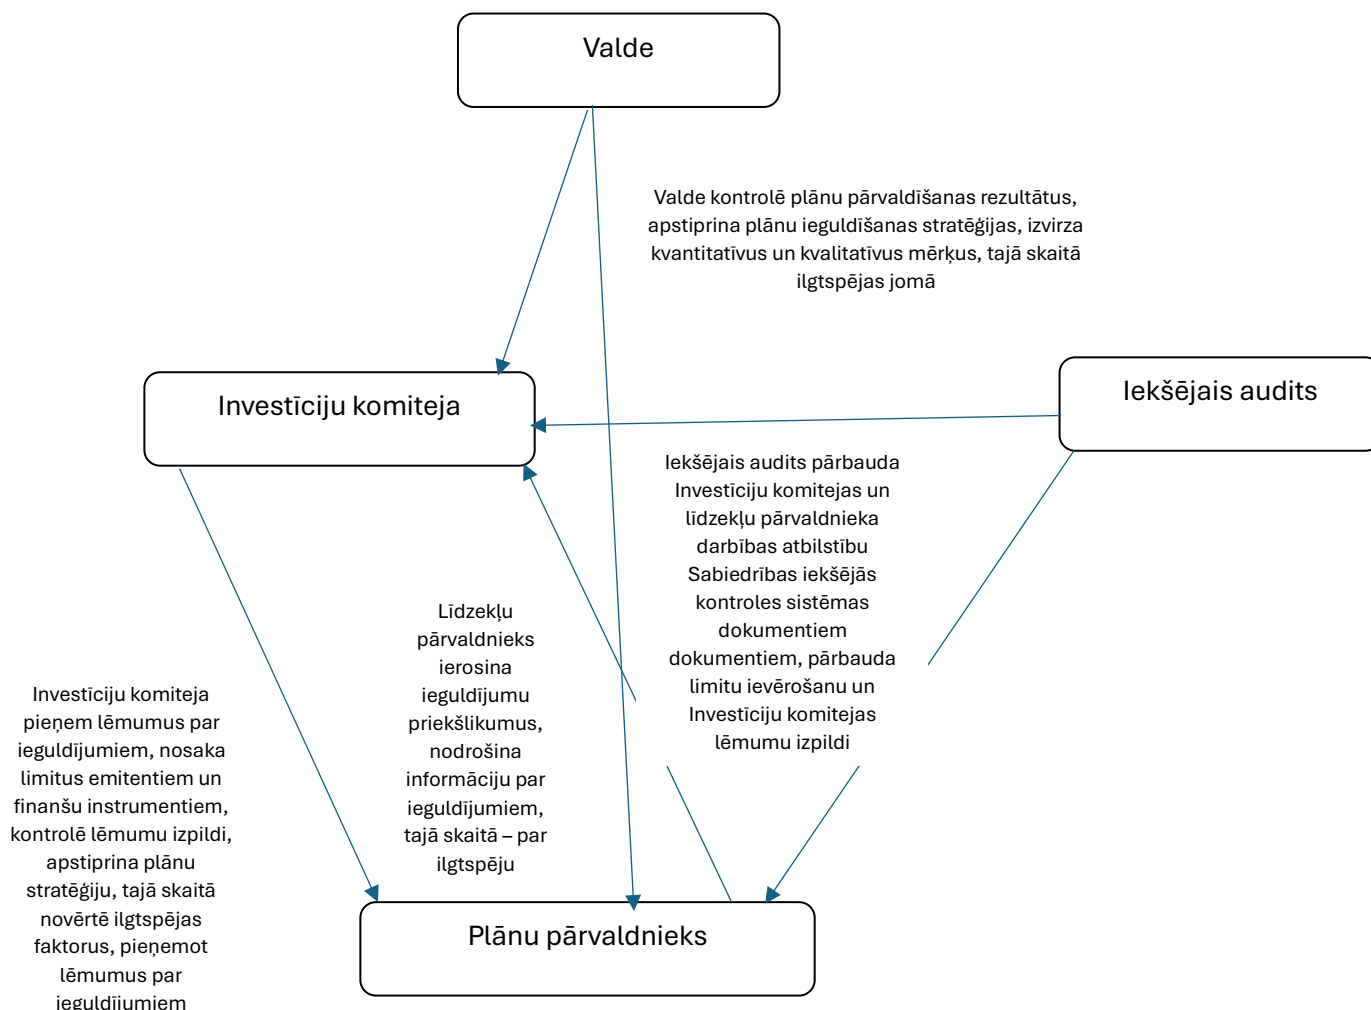 Valde
Valde kontrolē plānu pārvaldīšanas rezultātus,
apstiprina plānu ieguldīšanas stratēģijas, izvirza
kvantitatīvus un kvalitatīvus mērķus, tajā skaitā
ilgtspējas jomā
Investīciju komiteja
Iekšējais audits
Iekšējais audits pārbauda
Investīciju komitejas un
līdzekļu pārvaldnieka
darbības atbilstību
Sabiedrības iekšējās
kontroles sistēmas
dokumentiem
dokumentiem, pārbauda
limitu ievērošanu un
Investīciju komitejas
lēmumu izpildi
Līdzekļu
pārvaldnieks
ierosina
ieguldījumu
priekšlikumus,
nodrošina
informāciju par
ieguldījumiem,
tajā skaitā – par
ilgtspēju
Investīciju komiteja
pieņem lēmumus par
ieguldījumiem, nosaka
limitus emitentiem un
finanšu instrumentiem,
kontrolē lēmumu izpildi,
apstiprina plānu
stratēģiju, tajā skaitā
novērtē ilgtspējas
faktorus, pieņemot
lēmumus par
ieguldījumiem
Plānu pārvaldnieks